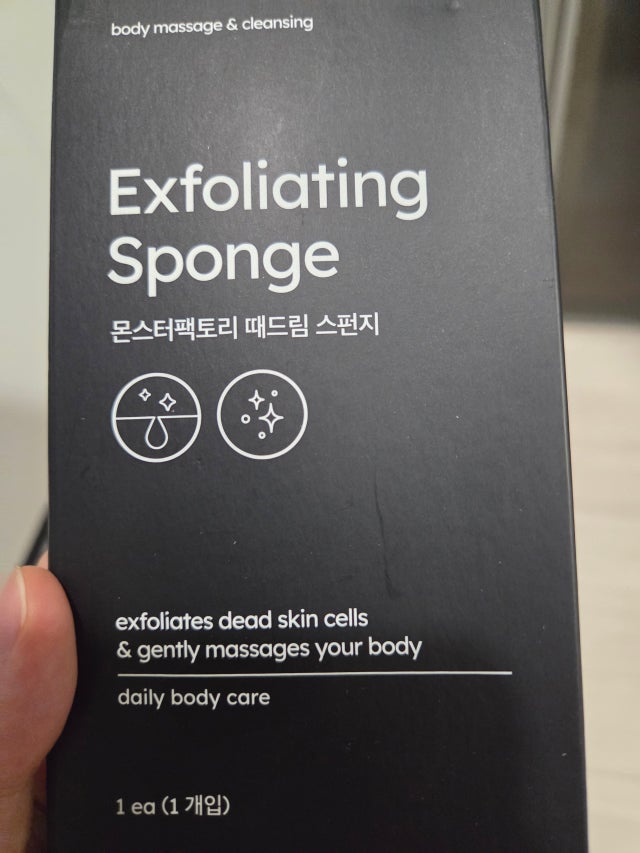 body massage & cleansing
Exfoliating
Sponge
몬스터팩토리 때드림 스펀지
exfoliates dead skin cells
& gently massages your body
daily body care
1 ea (1 개입)